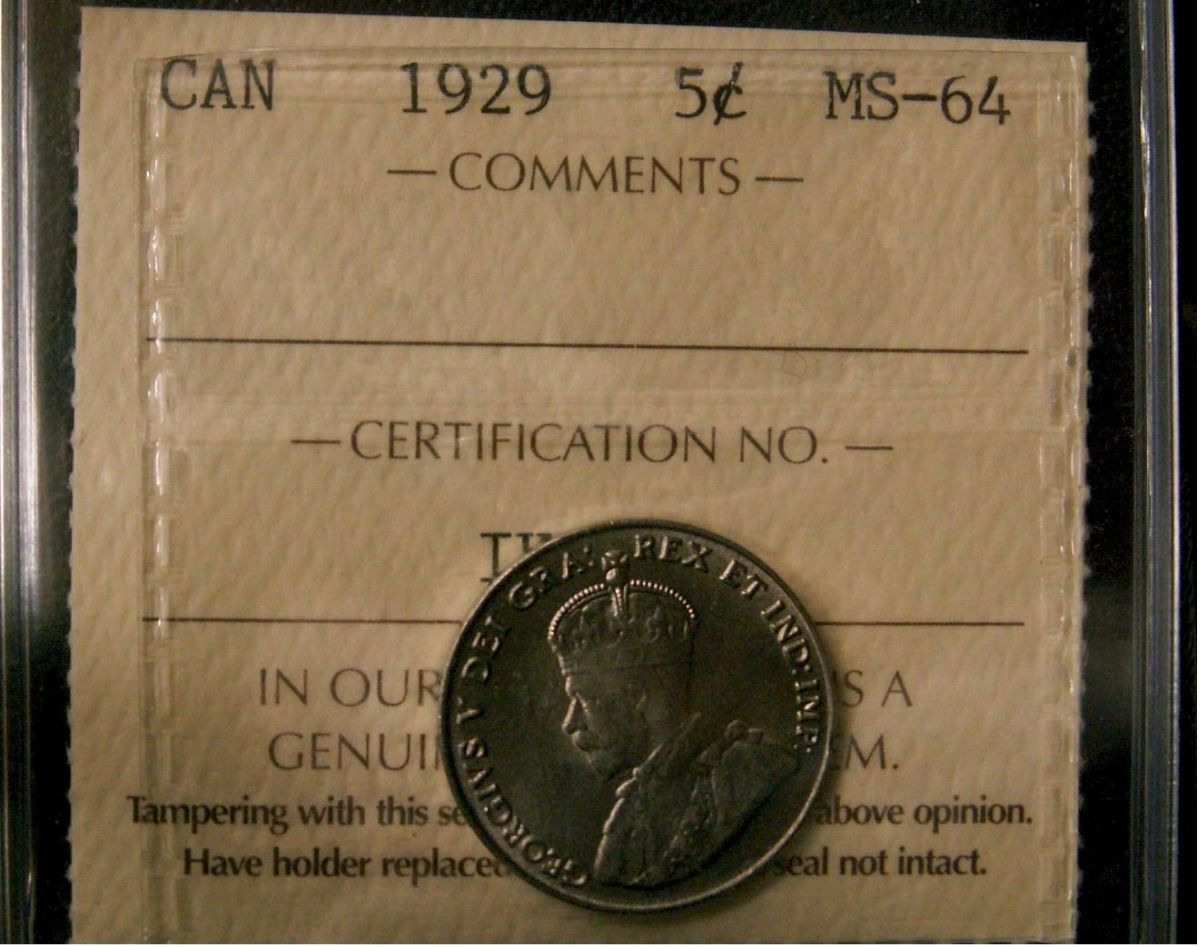 CAN 1929 5¢ MS-64
— COMMENTS —
— CERTIFICATION NO. —
GEORGIVS V DEI GRA: REX ET IND: IMP:
IN OUR S A
GENUI M.
Tampering with this se above opinion.
Have holder replaced seal not intact.